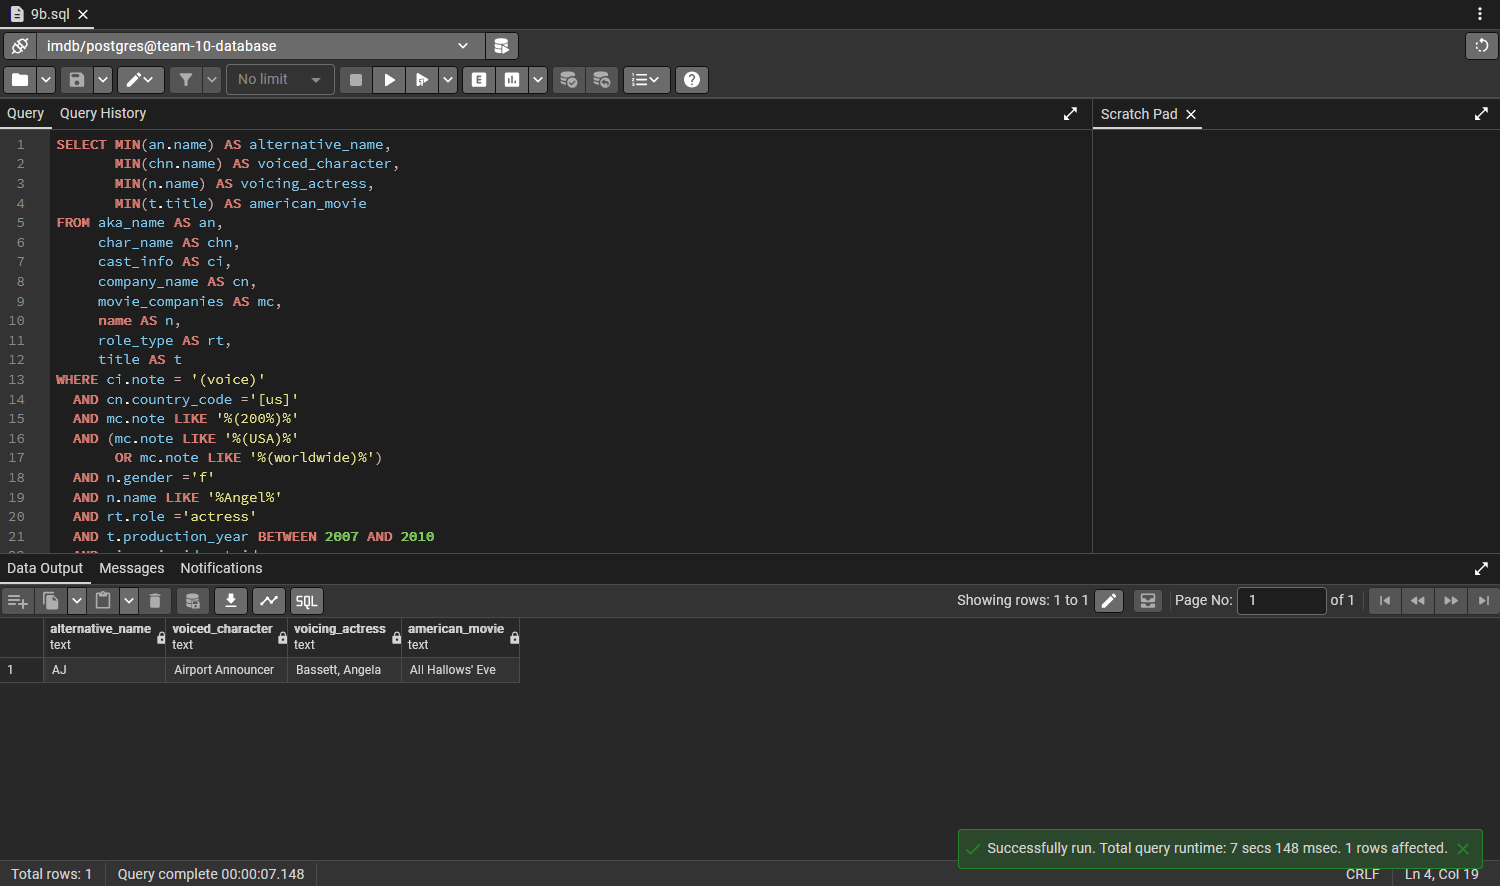 9b.sql
imdb/postgres@team-10-database
No limit
E
SQL
Query Query History
Scratch Pad
1 SELECT MIN(an.name) AS alternative_name,
2 MIN(chn.name) AS voiced_character,
3 MIN(n.name) AS voicing_actress,
4 MIN(t.title) AS american_movie
5 FROM aka_name AS an,
6 char_name AS chn,
7 cast_info AS ci,
8 company_name AS cn,
9 movie_companies AS mc,
10 name AS n,
11 role_type AS rt,
12 title AS t
13 WHERE ci.note = '(voice)'
14 AND cn.country_code ='[us]'
15 AND mc.note LIKE '%(200%)%'
16 AND (mc.note LIKE '%(USA)%'
17 OR mc.note LIKE '%(worldwide)%')
18 AND n.gender ='f'
19 AND n.name LIKE '%Angel%'
20 AND rt.role ='actress'
21 AND t.production_year BETWEEN 2007 AND 2010
Data Output Messages Notifications
Showing rows: 1 to 1 Page No: 1 of 1
alternative_name voiced_character voicing_actress american_movie
text text text text
1 AJ Airport Announcer Bassett, Angela All Hallows' Eve
Successfully run. Total query runtime: 7 secs 148 msec. 1 rows affected.
Total rows: 1 Query complete 00:00:07.148 CRLF Ln 4, Col 19